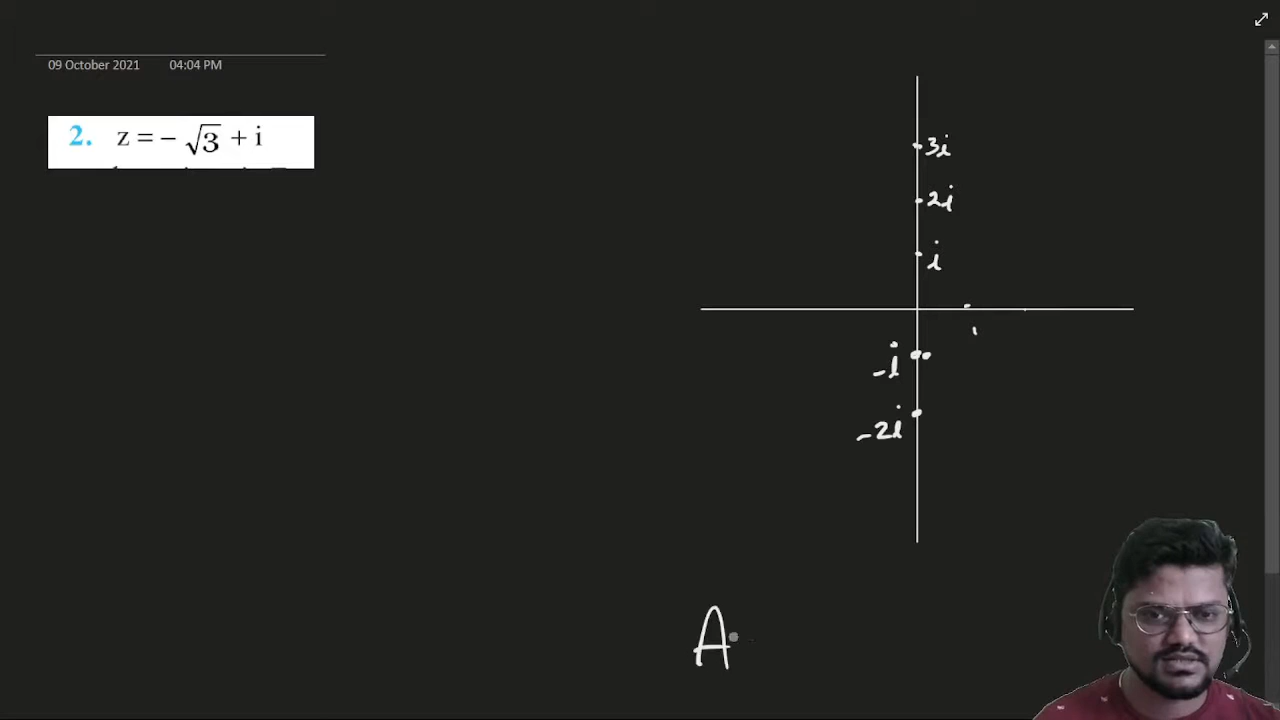 09 October 2021 04:04 PM
2. z = − √3 + i
3i
2i
i
-i
-2i
A